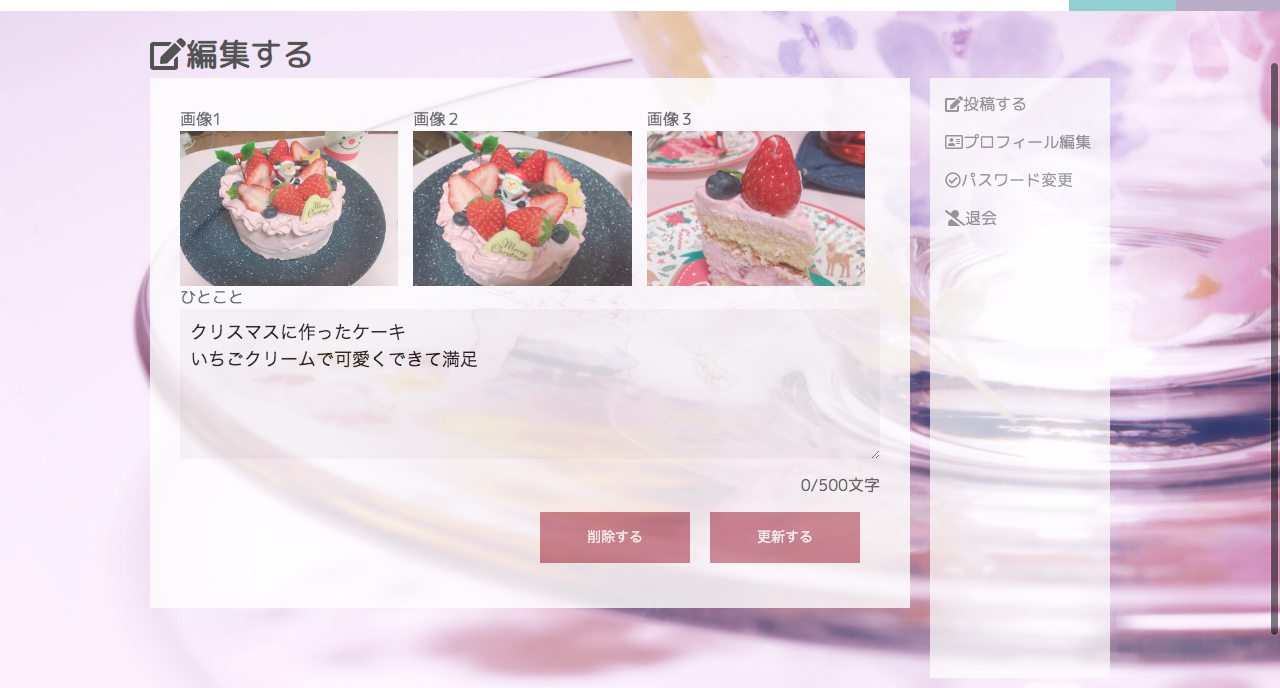 編集する
画像1
画像２
画像３
Merry
Christmas
ひとこと
クリスマスに作ったケーキ
いちごクリームで可愛くできて満足
0/500文字
削除する
更新する
投稿する
プロフィール編集
パスワード変更
退会